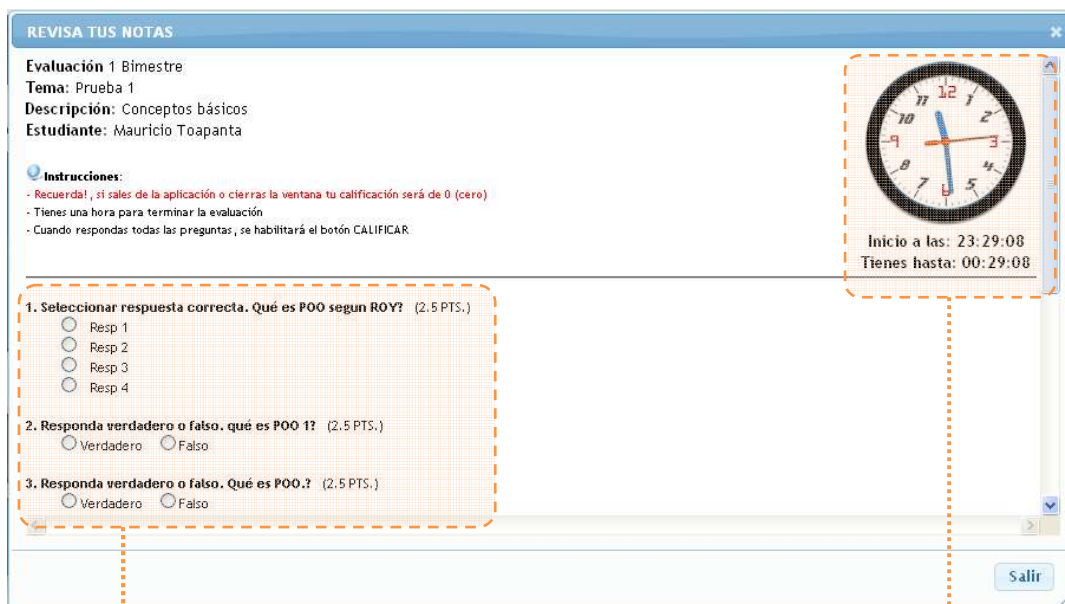 REVISA TUS NOTAS
Evaluación 1 Bimestre
Tema: Prueba 1
Descripción: Conceptos básicos
Estudiante: Mauricio Toapanta
Instrucciones:
- Recuerda! , si sales de la aplicación o cierras la ventana tu calificación será de 0 (cero)
- Tienes una hora para terminar la evaluación
- Cuando respondas todas las preguntas, se habilitará el botón CALIFICAR
12
1
2
3
4
5
6
7
8
9
10
11
Inicio a las: 23:29:08
Tienes hasta: 00:29:08
1. Seleccionar respuesta correcta. Qué es POO segun ROY? (2.5 PTS.)
Resp 1
Resp 2
Resp 3
Resp 4
2. Responda verdadero o falso. qué es POO 1? (2.5 PTS.)
Verdadero Falso
3. Responda verdadero o falso. Qué es POO.? (2.5 PTS.)
Verdadero Falso
Salir